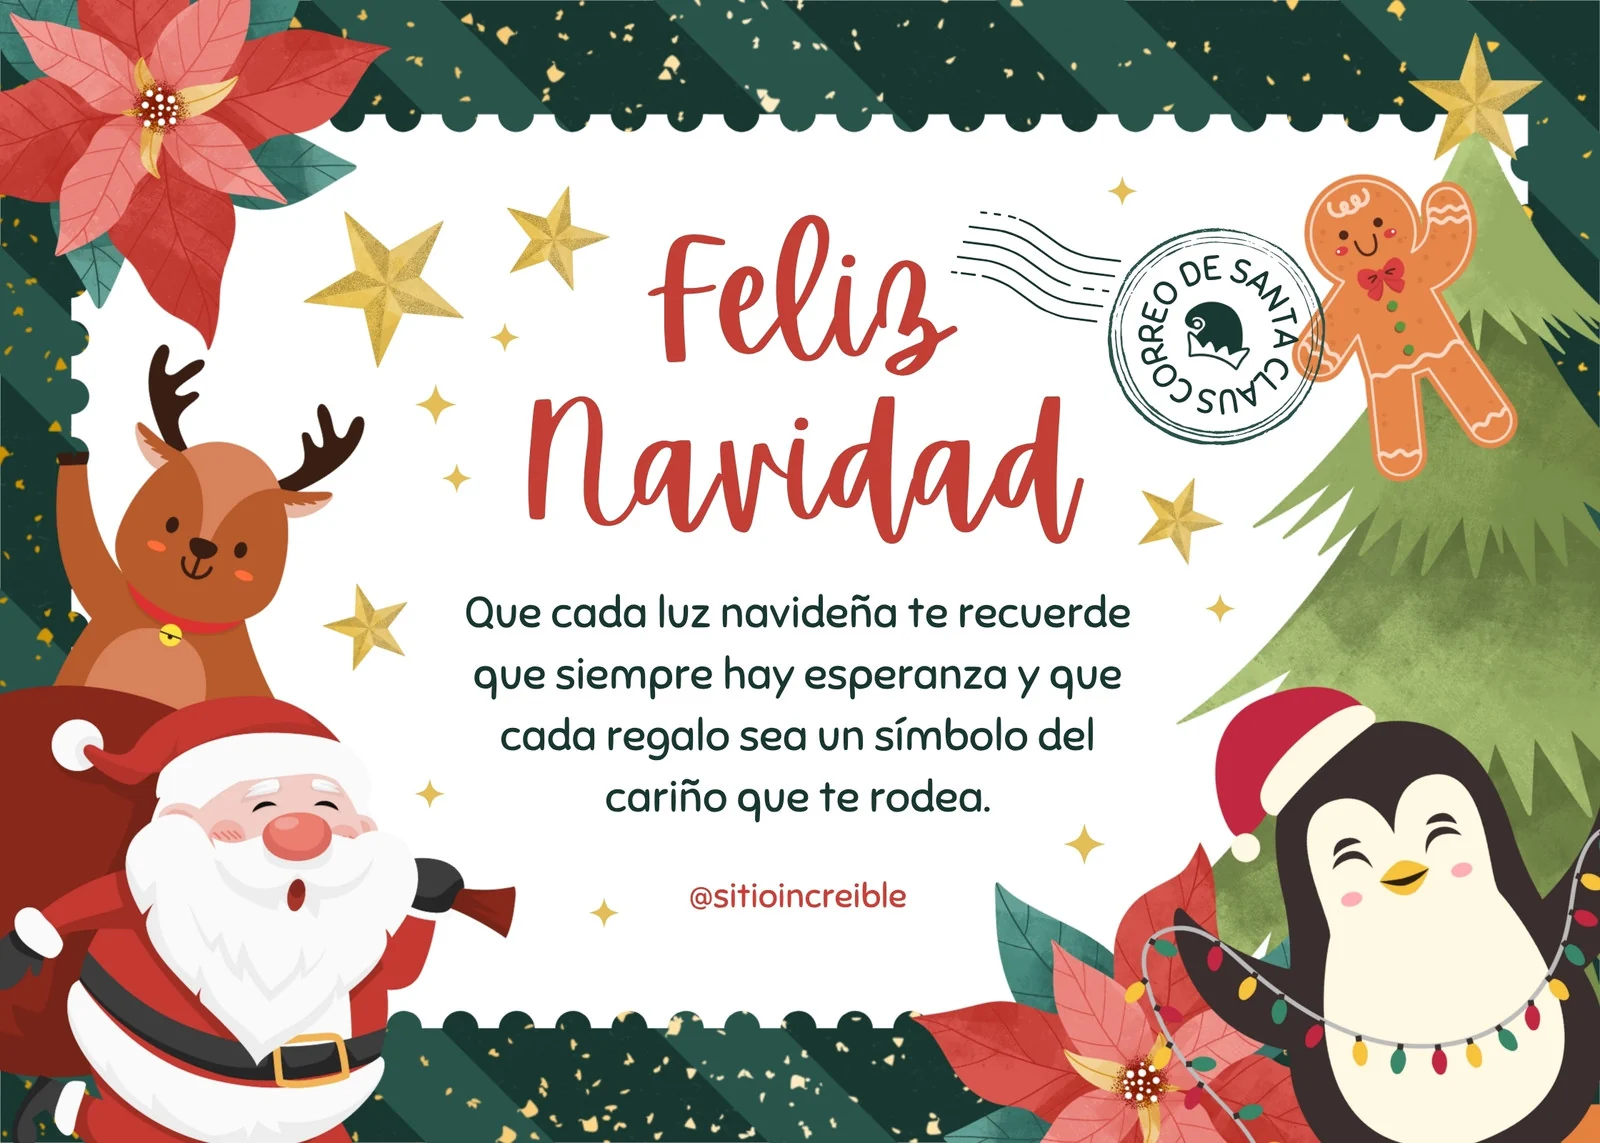 Feliz
Navidad
CORREO DE SANTA CLAUS
Que cada luz navideña te recuerde
que siempre hay esperanza y que
cada regalo sea un símbolo del
cariño que te rodea.
@sitioincreible